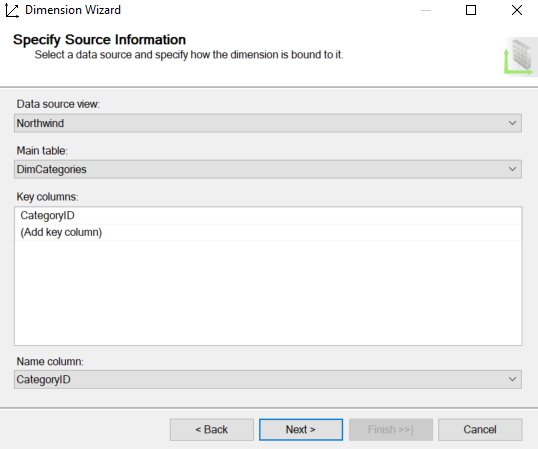 Dimension Wizard
Specify Source Information
Select a data source and specify how the dimension is bound to it.
Data source view:
Northwind
Main table:
DimCategories
Key columns:
CategoryID
(Add key column)
Name column:
CategoryID
< Back
Next >
Finish >>|
Cancel